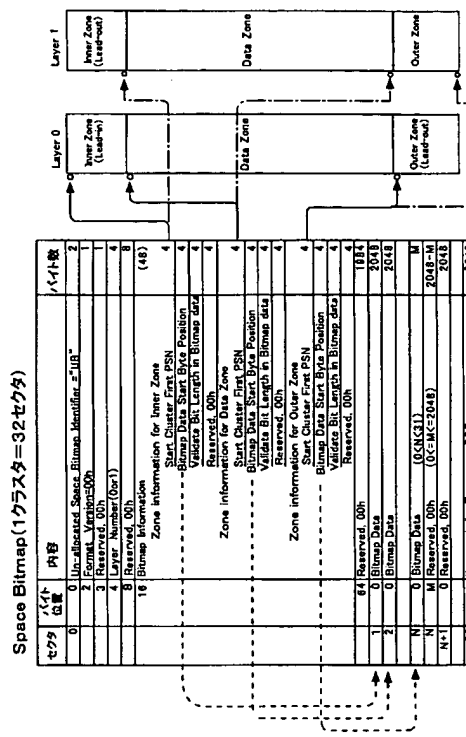 Space Bitmap(1クラスタ=32セクタ)
セクタ バイト位置 内容 バイト数
0 0 Un-allocated Space Bitmap Identifier ="UB" 2
2 Format Version=00h 1
3 Reserved, 00h 1
4 Layer Number(0or1) 4
8 Reserved, 00h 8
16 Bitmap Information (48)
Zone information for Inner Zone
Start Cluster First PSN 4
Bitmap Data Start Byte Position 4
Validate Bit Length in Bitmap data 4
Reserved, 00h 4
Zone information for Data Zone
Start Cluster First PSN 4
Bitmap Data Start Byte Position 4
Validate Bit Length in Bitmap data 4
Reserved, 00h 4
Zone information for Outer Zone
Start Cluster First PSN 4
Bitmap Data Start Byte Position 4
Validate Bit Length in Bitmap data 4
Reserved, 00h 4
64 Reserved, 00h 1984
1 0 Bitmap Data 2048
2 0 Bitmap Data 2048
N 0 Bitmap Data (0<N<31) M
N M Reserved, 00h (0<=M<=2048) 2048-M
N+1 0 Reserved, 00h 2048
Layer 0
Inner Zone
(Lead-in)
Data Zone
Outer Zone
(Lead-out)
Layer 1
Inner Zone
(Lead-out)
Data Zone
Outer Zone